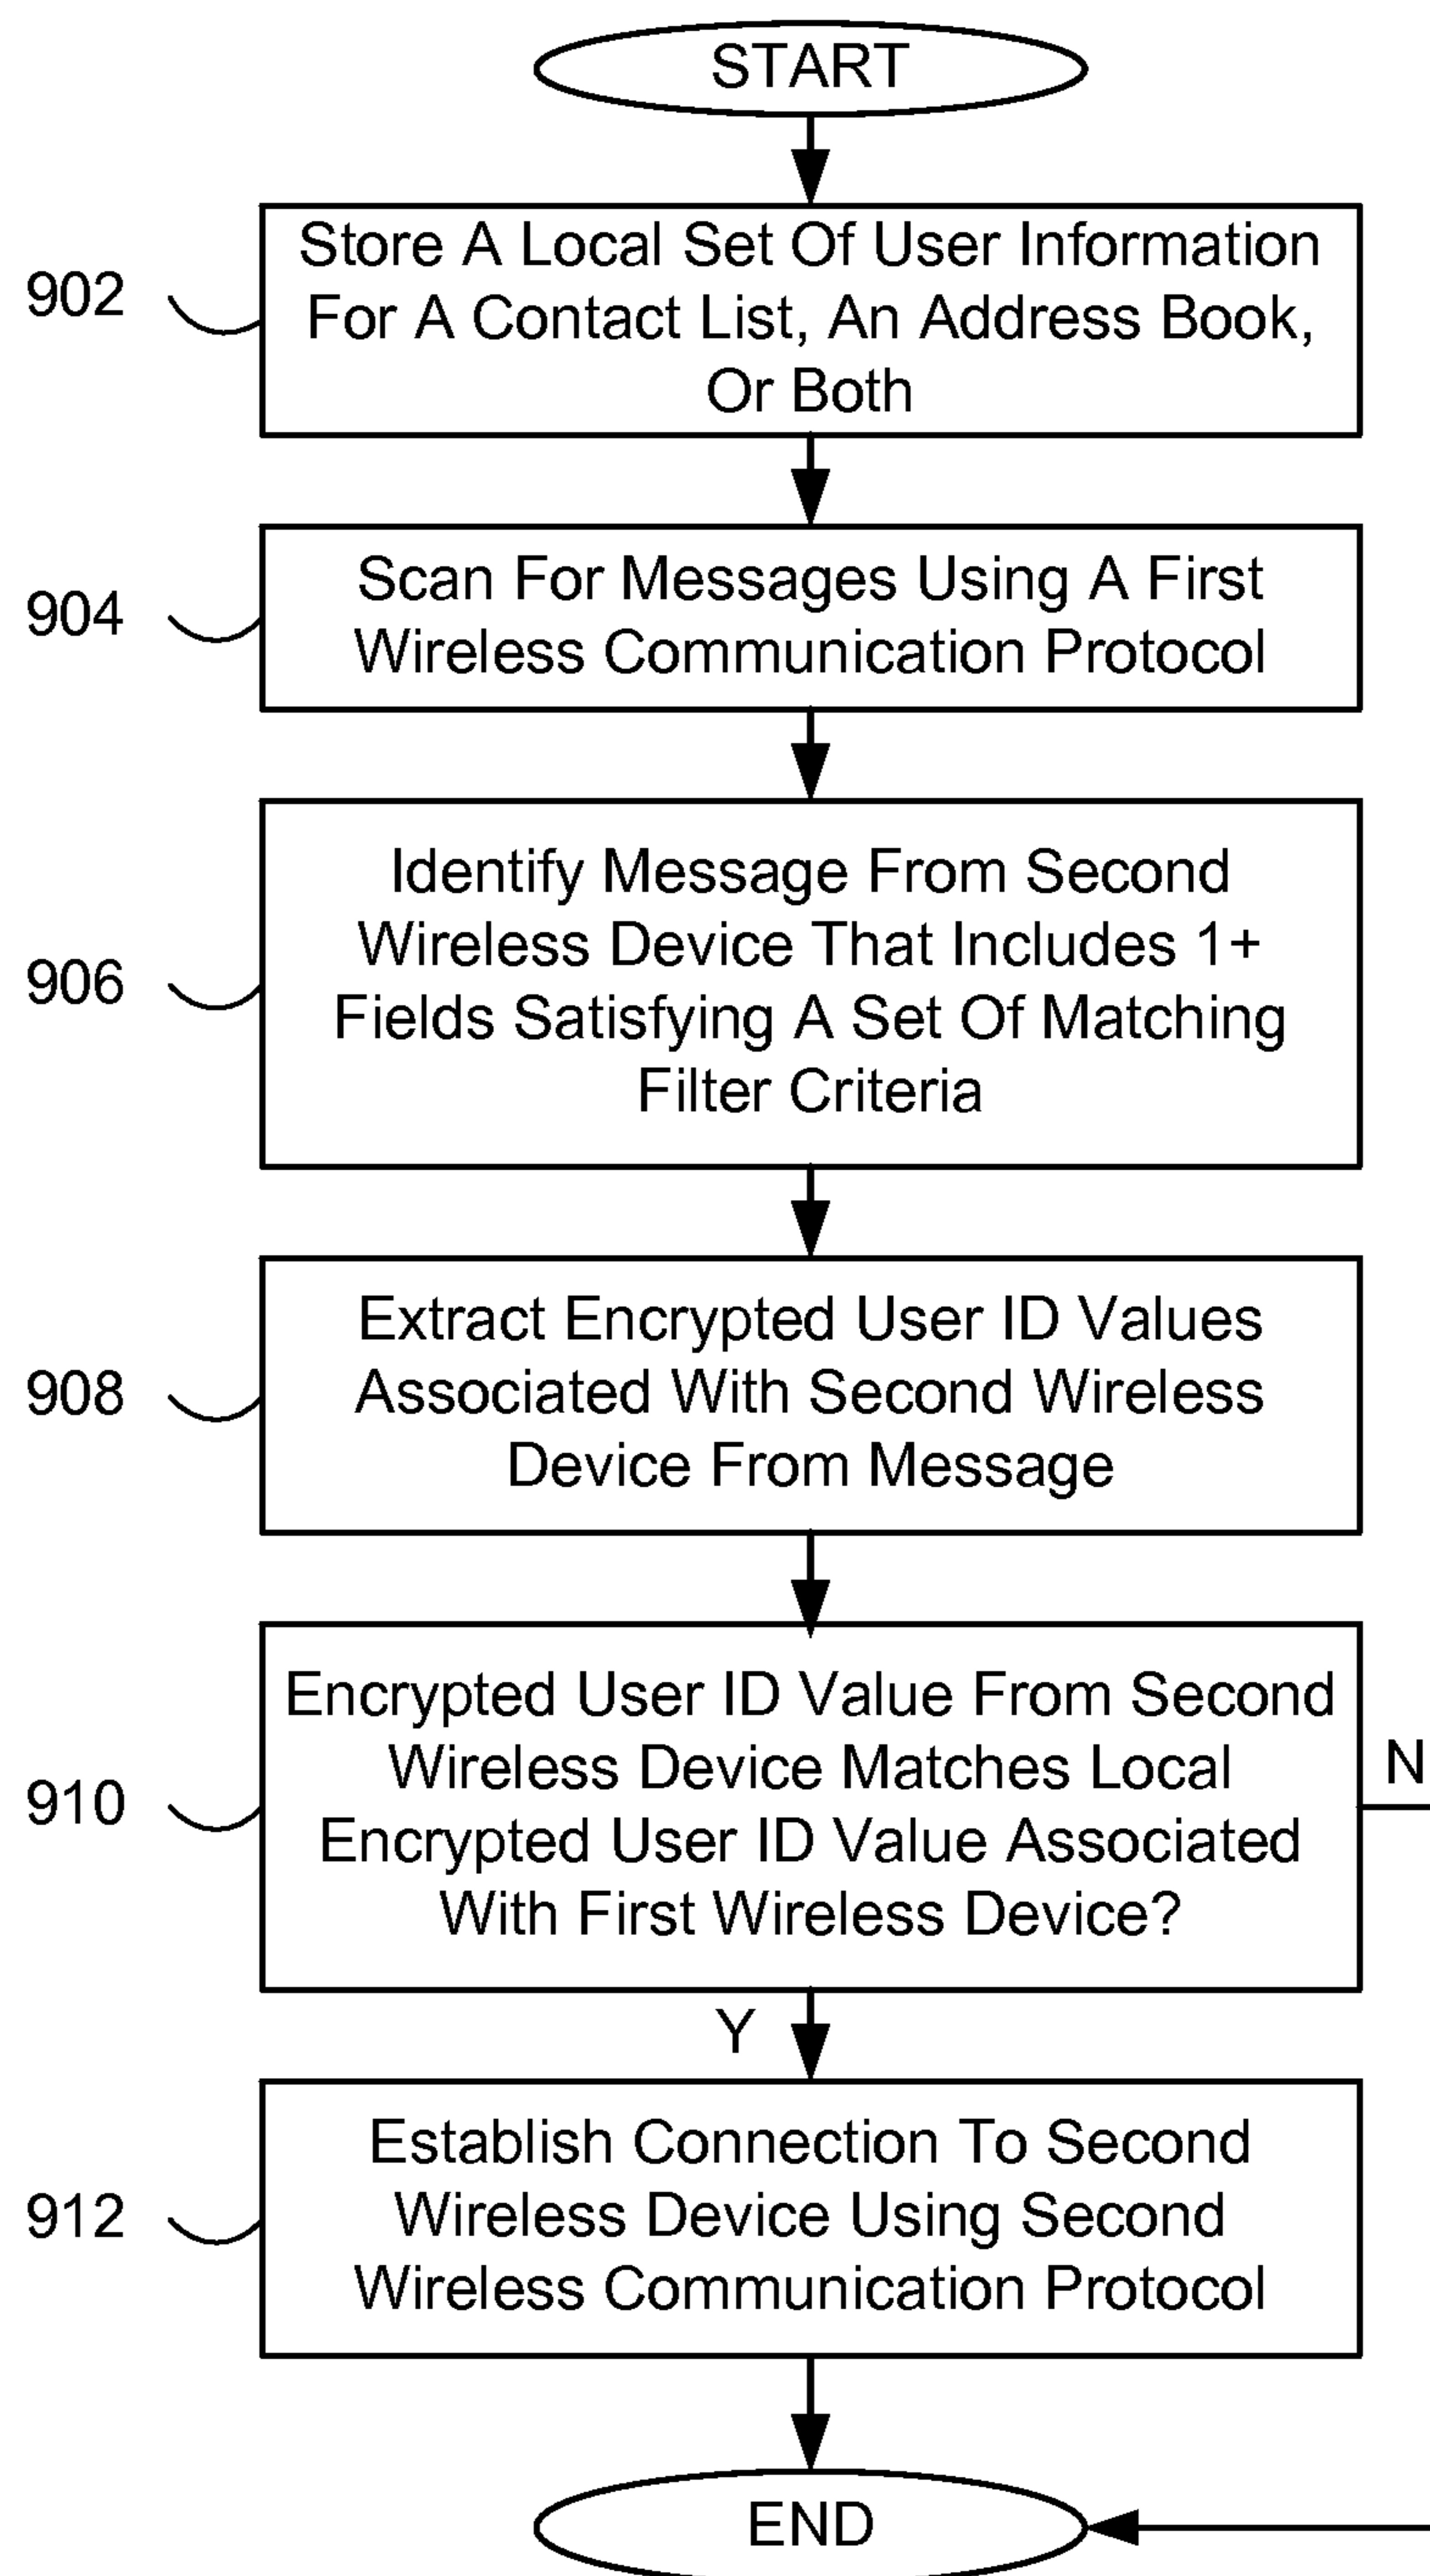 START
902
Store A Local Set Of User Information
For A Contact List, An Address Book,
Or Both
904
Scan For Messages Using A First
Wireless Communication Protocol
906
Identify Message From Second
Wireless Device That Includes 1+
Fields Satisfying A Set Of Matching
Filter Criteria
908
Extract Encrypted User ID Values
Associated With Second Wireless
Device From Message
910
Encrypted User ID Value From Second
Wireless Device Matches Local
Encrypted User ID Value Associated
With First Wireless Device?
N
Y
912
Establish Connection To Second
Wireless Device Using Second
Wireless Communication Protocol
END